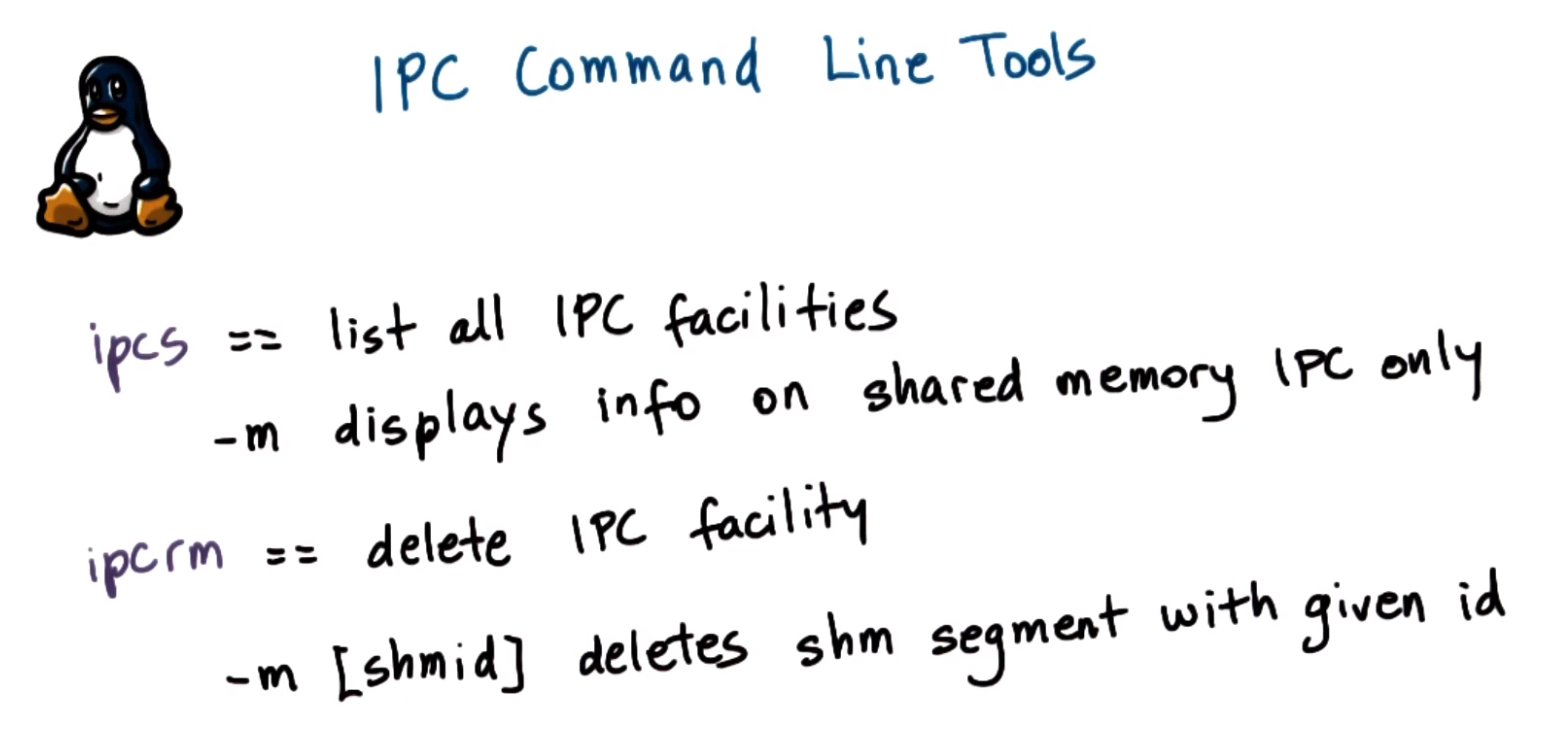 IPC Command Line Tools
ipcs == list all IPC facilities
-m displays info on shared memory IPC only
ipcrm == delete IPC facility
-m [shmid] deletes shm segment with given id